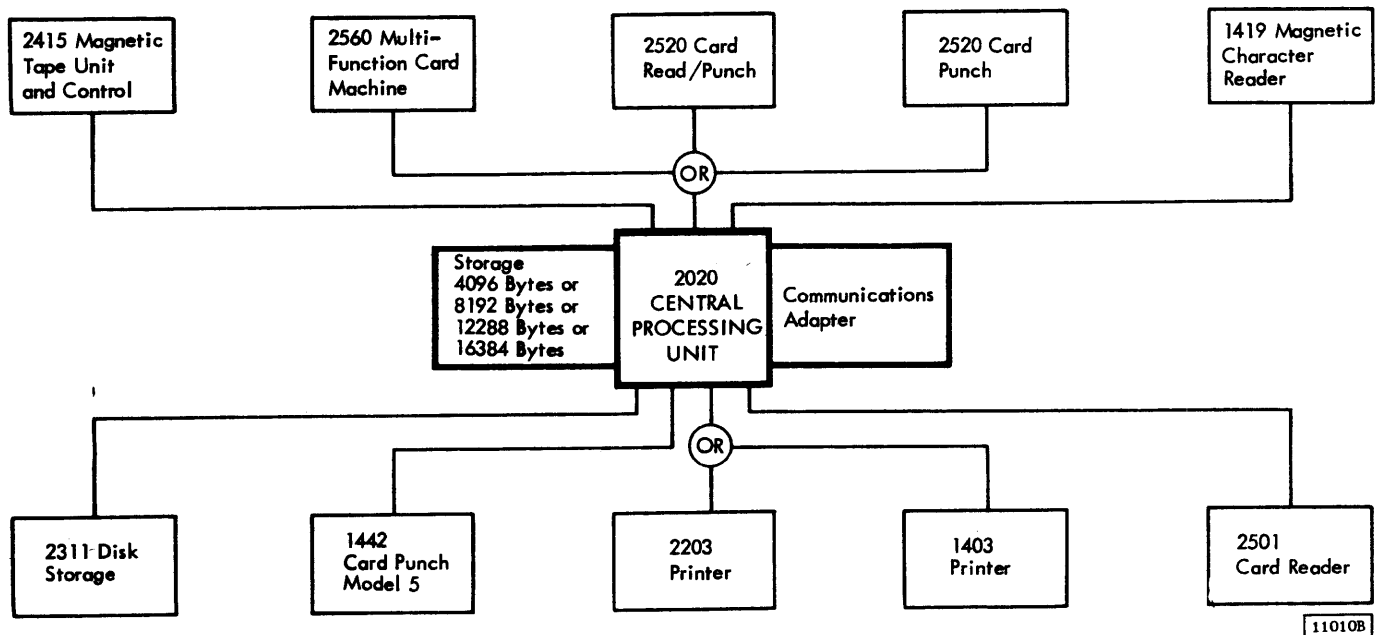 2415 Magnetic
Tape Unit
and Control
2560 Multi-
Function Card
Machine
2520 Card
Read/Punch
2520 Card
Punch
1419 Magnetic
Character
Reader
OR
Storage
4096 Bytes or
8192 Bytes or
12288 Bytes or
16384 Bytes
2020
CENTRAL
PROCESSING
UNIT
Communications
Adapter
OR
2311 Disk
Storage
1442
Card Punch
Model 5
2203
Printer
1403
Printer
2501
Card Reader
11010B